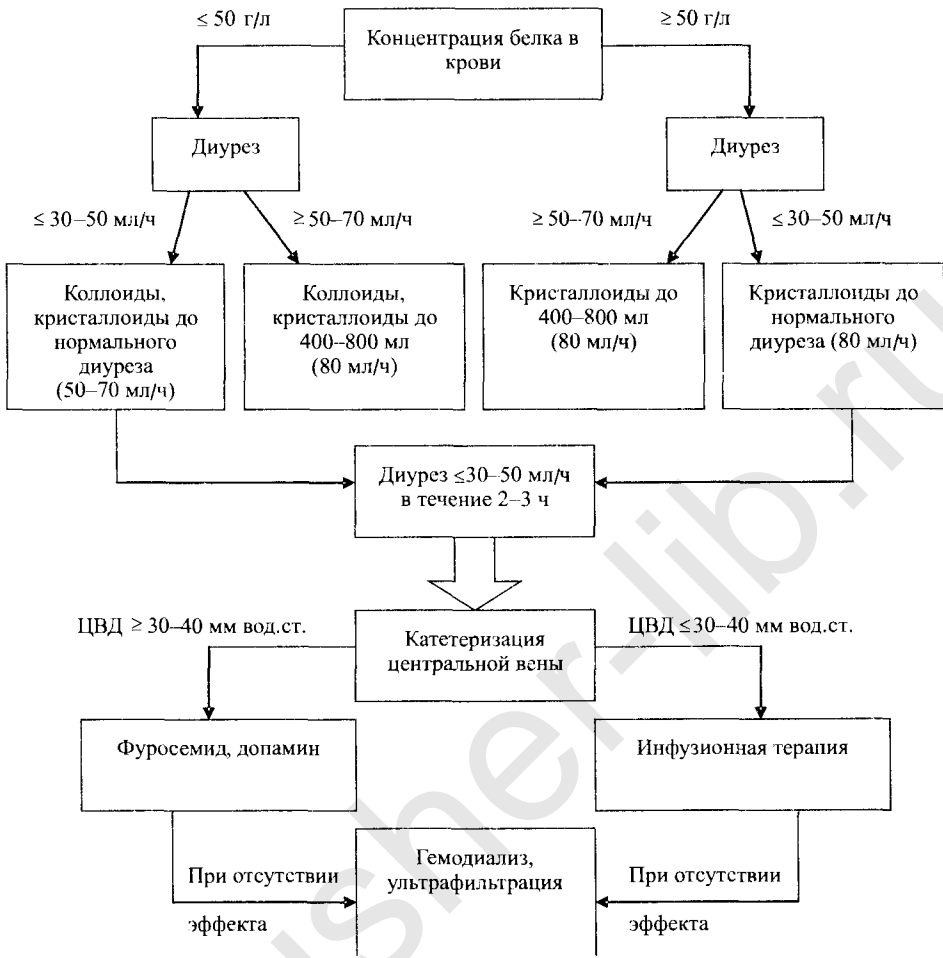 ≤ 50 г/л
≥ 50 г/л
Концентрация белка в
крови
Диурез
Диурез
≤ 30–50 мл/ч
≥ 50–70 мл/ч
≥ 50–70 мл/ч
≤ 30–50 мл/ч
Коллоиды,
кристаллоиды до
нормального
диуреза
(50–70 мл/ч)
Коллоиды,
кристаллоиды до
400–800 мл
(80 мл/ч)
Кристаллоиды до
400–800 мл
(80 мл/ч)
Кристаллоиды до
нормального
диуреза (80 мл/ч)
Диурез ≤30–50 мл/ч
в течение 2–3 ч
ЦВД ≥ 30–40 мм вод.ст.
ЦВД ≤ 30–40 мм вод.ст.
Катетеризация
центральной вены
Фуросемид, допамин
Инфузионная терапия
Гемодиализ,
ультрафильтрация
При отсутствии
эффекта
При отсутствии
эффекта
usher-lib.ru